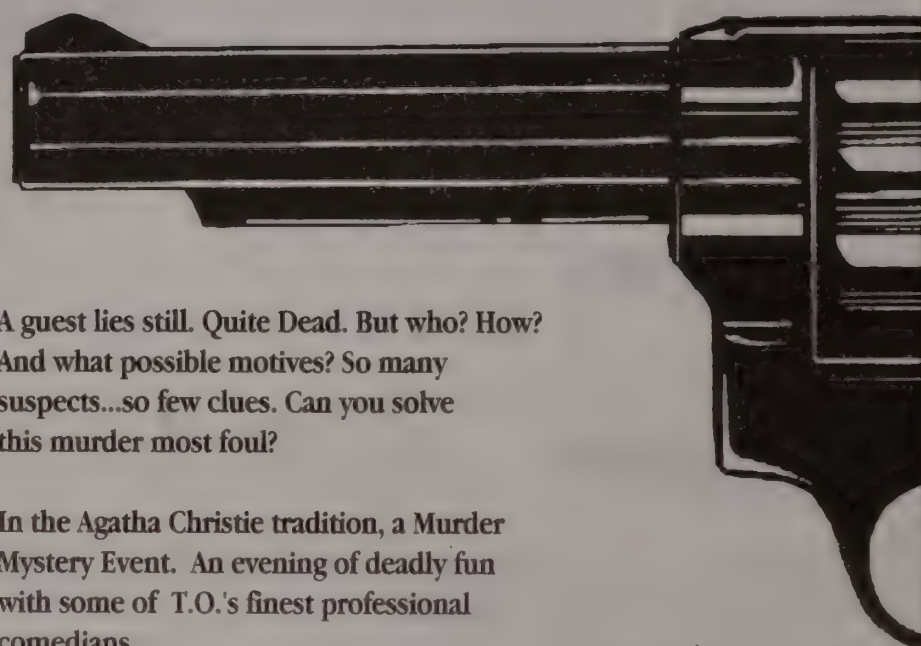 A guest lies still. Quite Dead. But who? How?
And what possible motives? So many
suspects...so few clues. Can you solve
this murder most foul?
In the Agatha Christie tradition, a Murder
Mystery Event. An evening of deadly fun
with some of T.O.'s finest professional
comedians